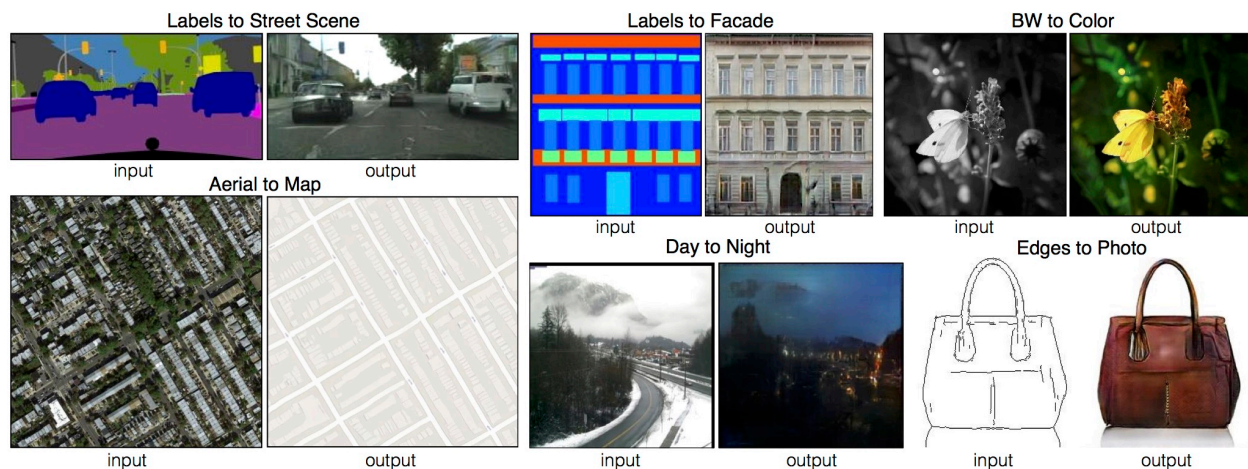 Labels to Street Scene
input
output
Labels to Facade
input
output
BW to Color
input
output
Aerial to Map
input
output
Day to Night
input
output
Edges to Photo
input
output